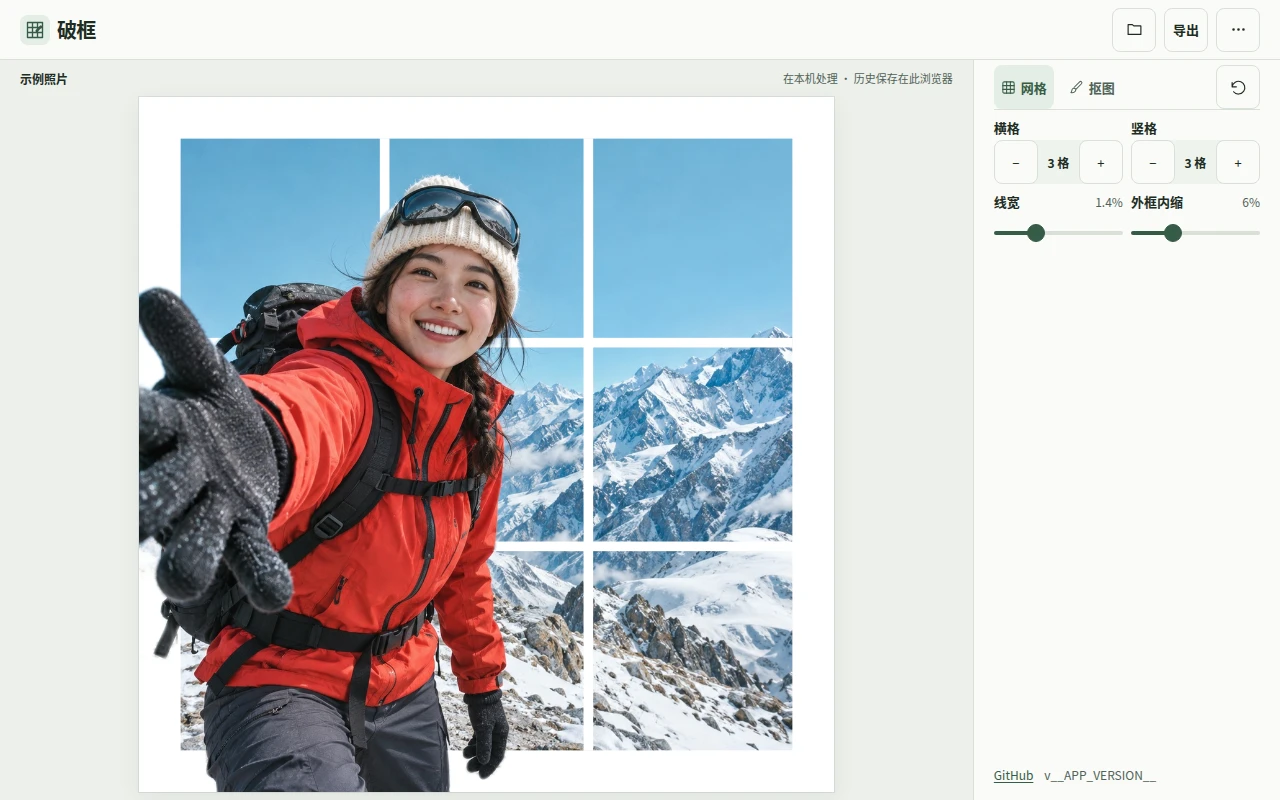 破框
导出
示例照片
在本机处理 · 历史保存在此浏览器
网格
抠图
横格
竖格
− 3 格 +
− 3 格 +
线宽 1.4%
外框内缩 6%
GitHub v__APP_VERSION__